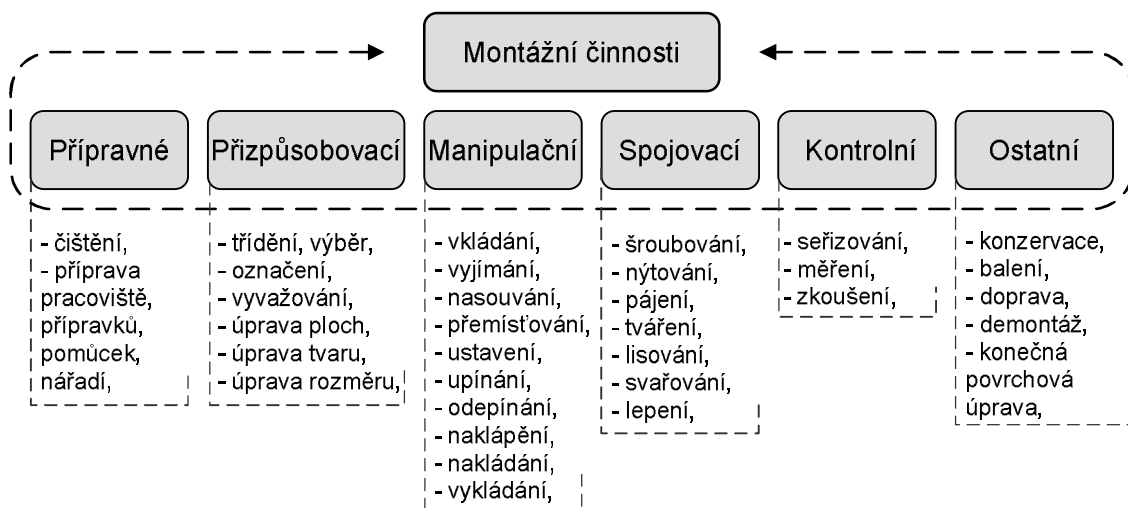 Montážní činnosti
Přípravné
- čištění,
- příprava
pracoviště,
přípravků,
pomůcek,
nářadí,
Přizpůsobovací
- třídění, výběr,
- označení,
- vyvažování,
- úprava ploch,
- úprava tvaru,
- úprava rozměru,
Manipulační
- vkládání,
- vyjímání,
- nasouvání,
- přemísťování,
- ustavení,
- upínání,
- odepínání,
- naklápění,
- nakládání,
- vykládání,
Spojovací
- šroubování,
- nýtování,
- pájení,
- tváření,
- lisování,
- svařování,
- lepení,
Kontrolní
- seřizování,
- měření,
- zkoušení,
Ostatní
- konzervace,
- balení,
- doprava,
- demontáž,
- konečná
povrchová
úprava,